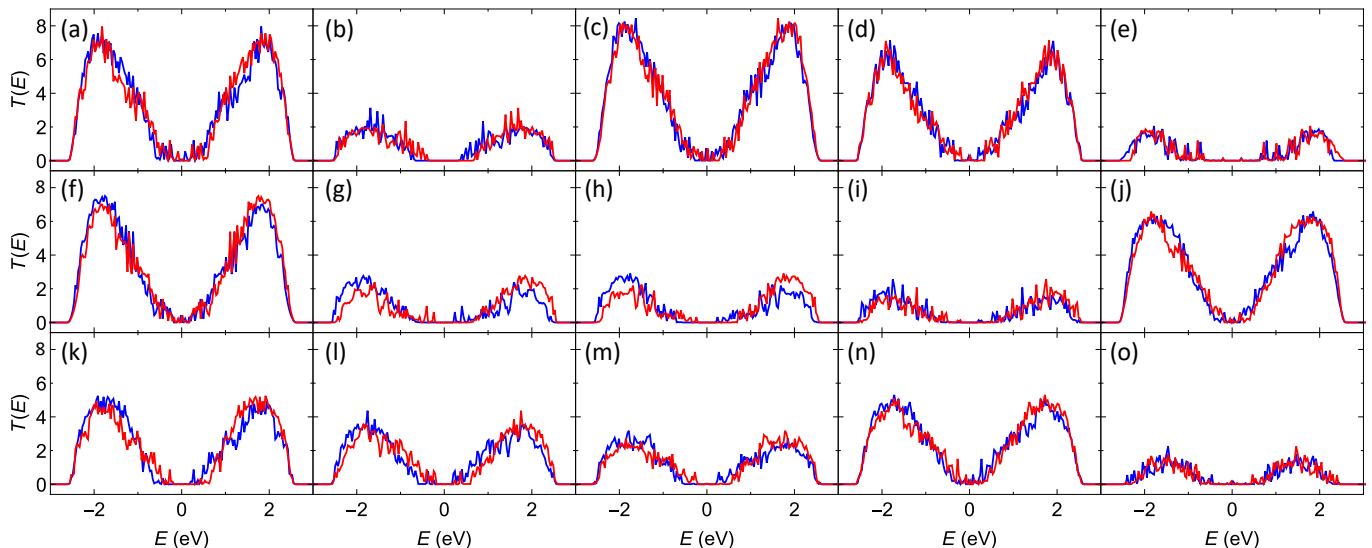 (a) (b) (c) (d) (e)
8
6
4
2
0
T(E)
(f) (g) (h) (i) (j)
8
6
4
2
0
T(E)
(k) (l) (m) (n) (o)
8
6
4
2
0
T(E)
−2 0 2 −2 0 2 −2 0 2 −2 0 2 −2 0 2
E (eV) E (eV) E (eV) E (eV) E (eV)